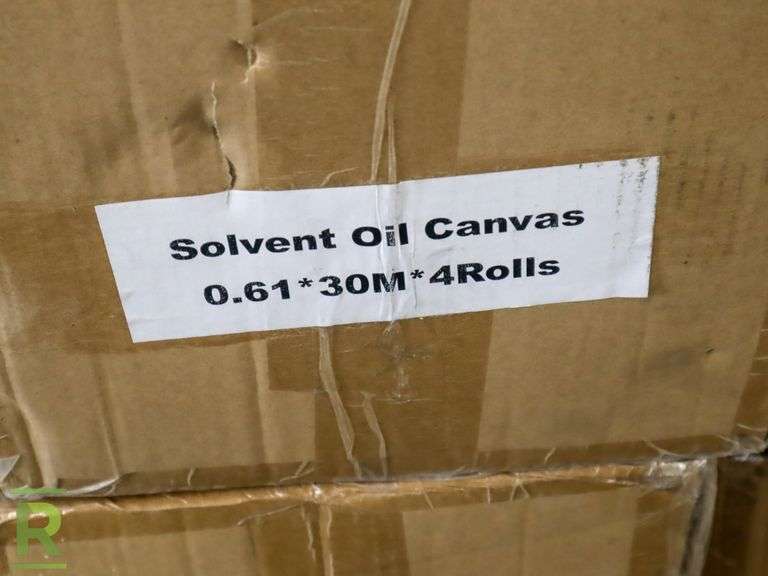 Solvent Oil Canvas
0.61*30M*4Rolls
R